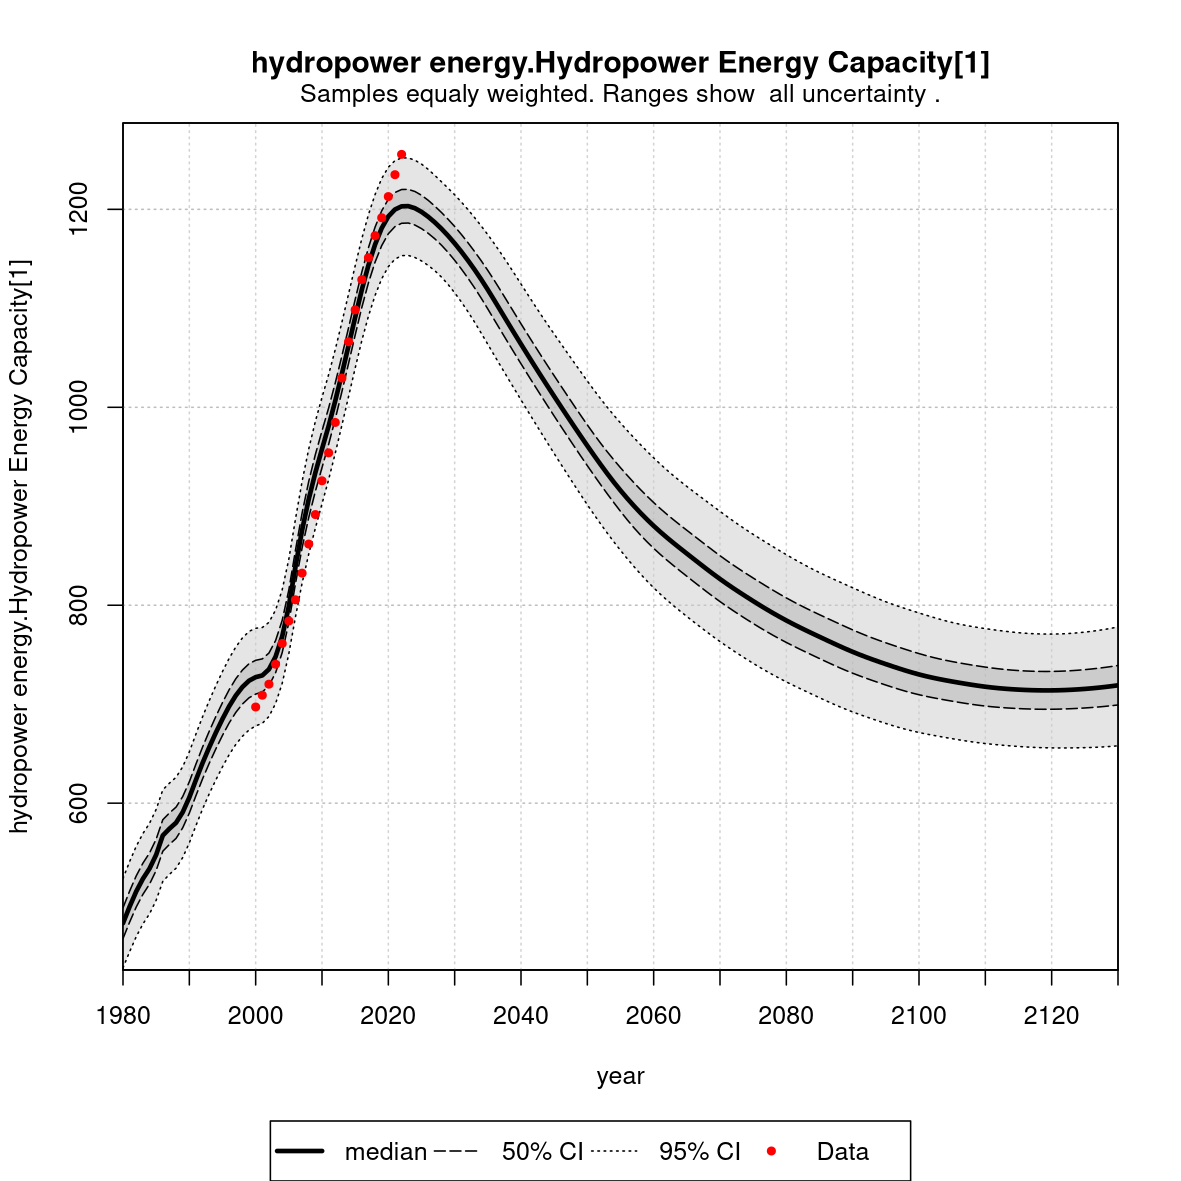 hydropower energy.Hydropower Energy Capacity[1]
Samples equaly weighted. Ranges show  all uncertainty .
hydropower energy.Hydropower Energy Capacity[1]
1200
1000
800
600
1980 2000 2020 2040 2060 2080 2100 2120
year
median 50% CI 95% CI Data